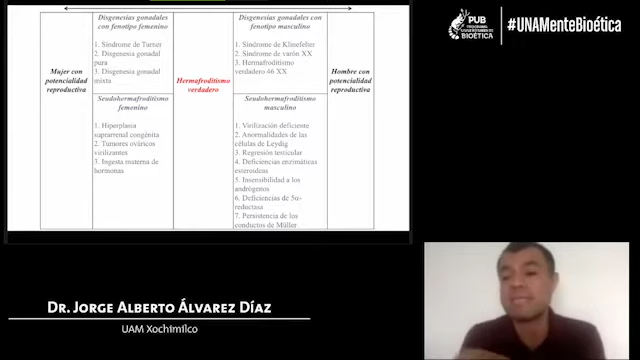 Disgenesias gonadales
con fenotipo femenino
Disgenesias gonadales con
fenotipo masculino
1. Síndrome de Turner
2. Disgenesia gonadal
pura
3. Disgenesia gonadal
mixta
1. Síndrome de Klinefelter
2. Síndrome de varón XX
3. Hermafroditismo
verdadero 46 XX
Mujer con
potencialidad
reproductiva
Hermafroditismo
verdadero
Hombre con
potencialidad
reproductiva
Seudohermafroditismo
femenino
Seudohermafroditismo
masculino
1. Hiperplasia
suprarrenal congénita
2. Tumores ováricos
virilizantes
3. Ingesta materna de
hormonas
1. Virilización deficiente
2. Anormalidades de las
células de Leydig
3. Regresión testicular
4. Deficiencias enzimáticas
esteroideas
5. Insensibilidad a los
andrógenos
6. Deficiencias de 5α-
reductasa
7. Persistencia de los
conductos de Müller
PUB
PROGRAMA
UNIVERSITARIO DE
BIOÉTICA
#UNAMenteBioética
Dr. Jorge Alberto Álvarez Díaz
UAM Xochimilco